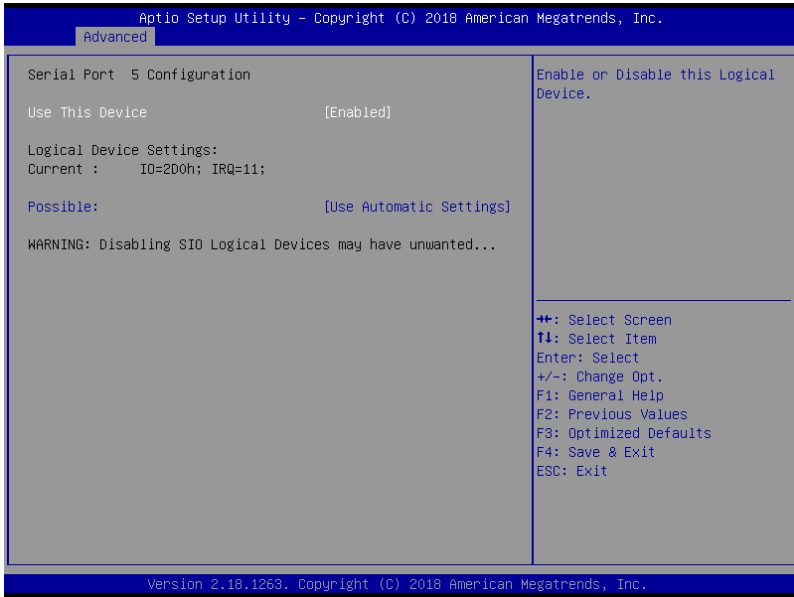 Aptio Setup Utility – Copyright (C) 2018 American Megatrends, Inc.
Advanced
Serial Port  5 Configuration
Use This Device [Enabled]
Logical Device Settings:
Current :     IO=2D0h; IRQ=11;
Possible: [Use Automatic Settings]
WARNING: Disabling SIO Logical Devices may have unwanted...
Enable or Disable this Logical
Device.
→←: Select Screen
↑↓: Select Item
Enter: Select
+/-: Change Opt.
F1: General Help
F2: Previous Values
F3: Optimized Defaults
F4: Save & Exit
ESC: Exit
Version 2.18.1263. Copyright (C) 2018 American Megatrends, Inc.